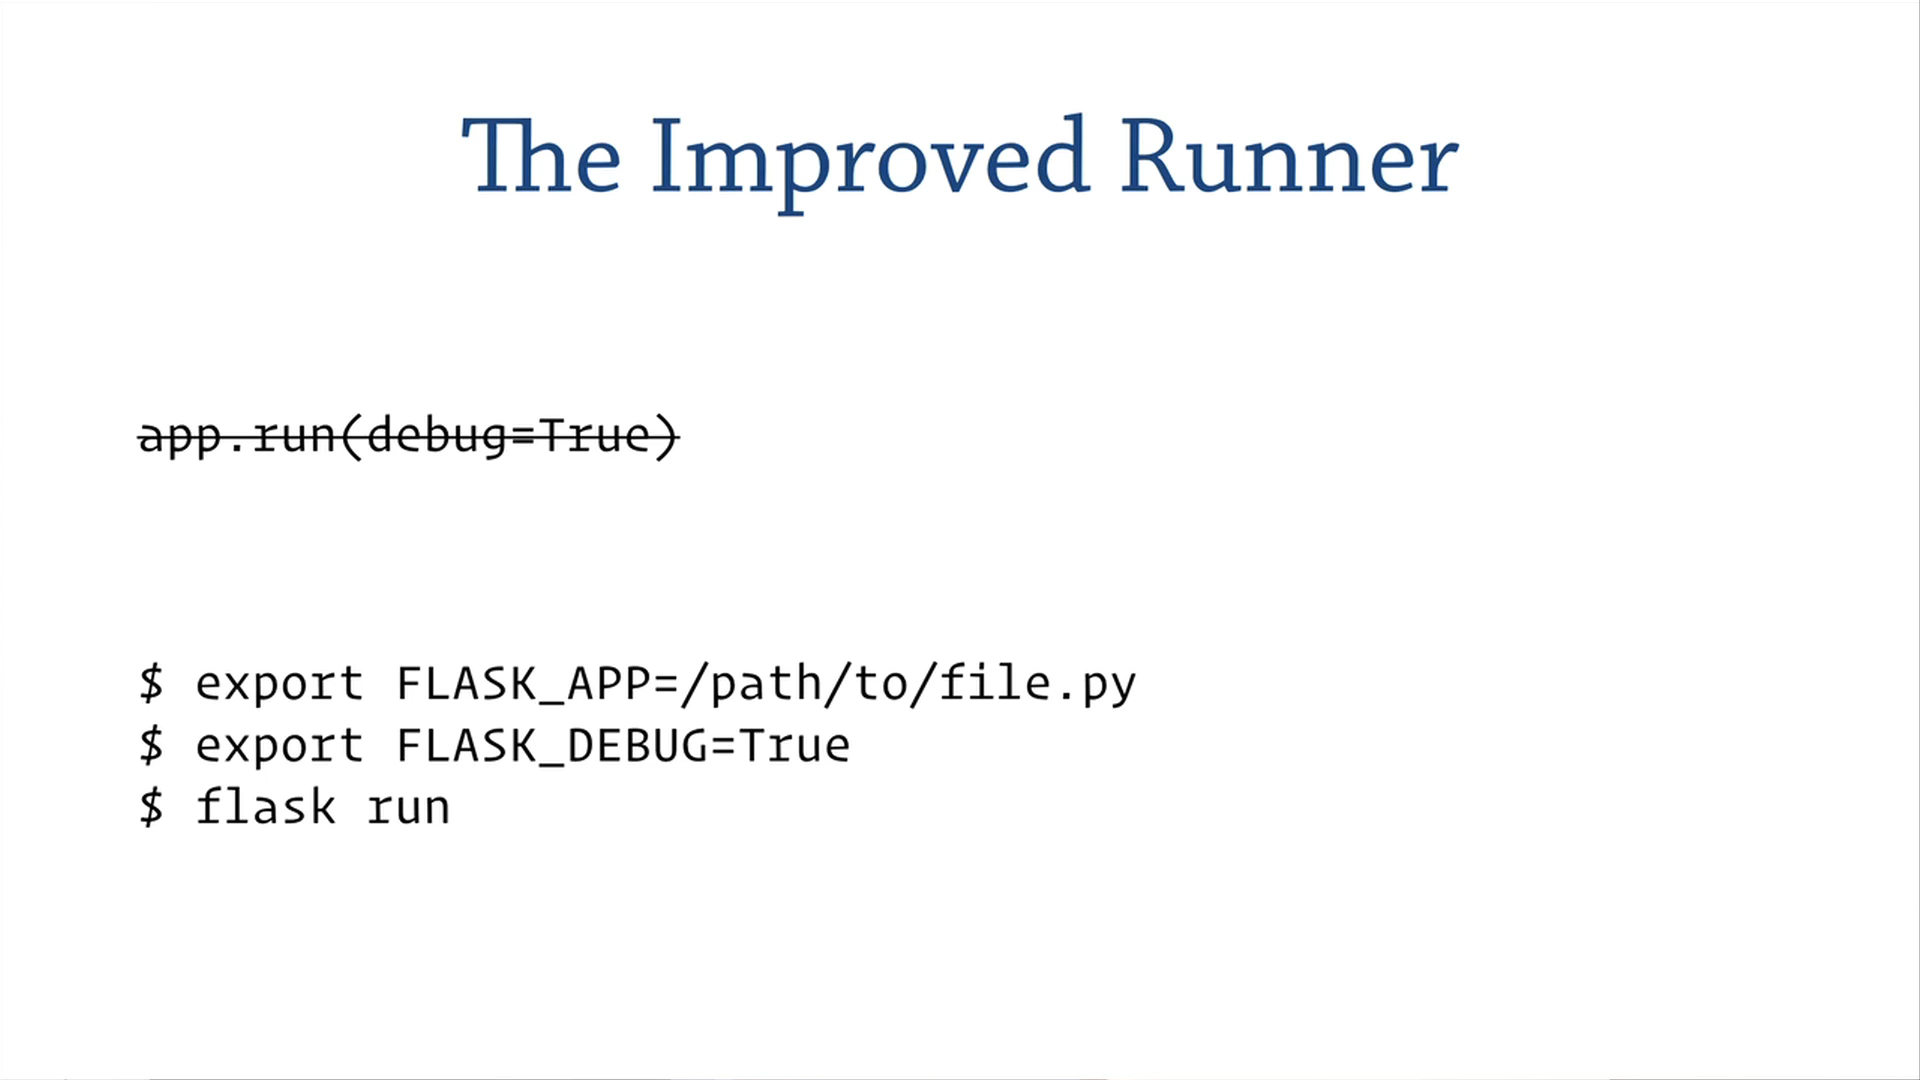 The Improved Runner
app.run(debug=True)
$ export FLASK_APP=/path/to/file.py
$ export FLASK_DEBUG=True
$ flask run